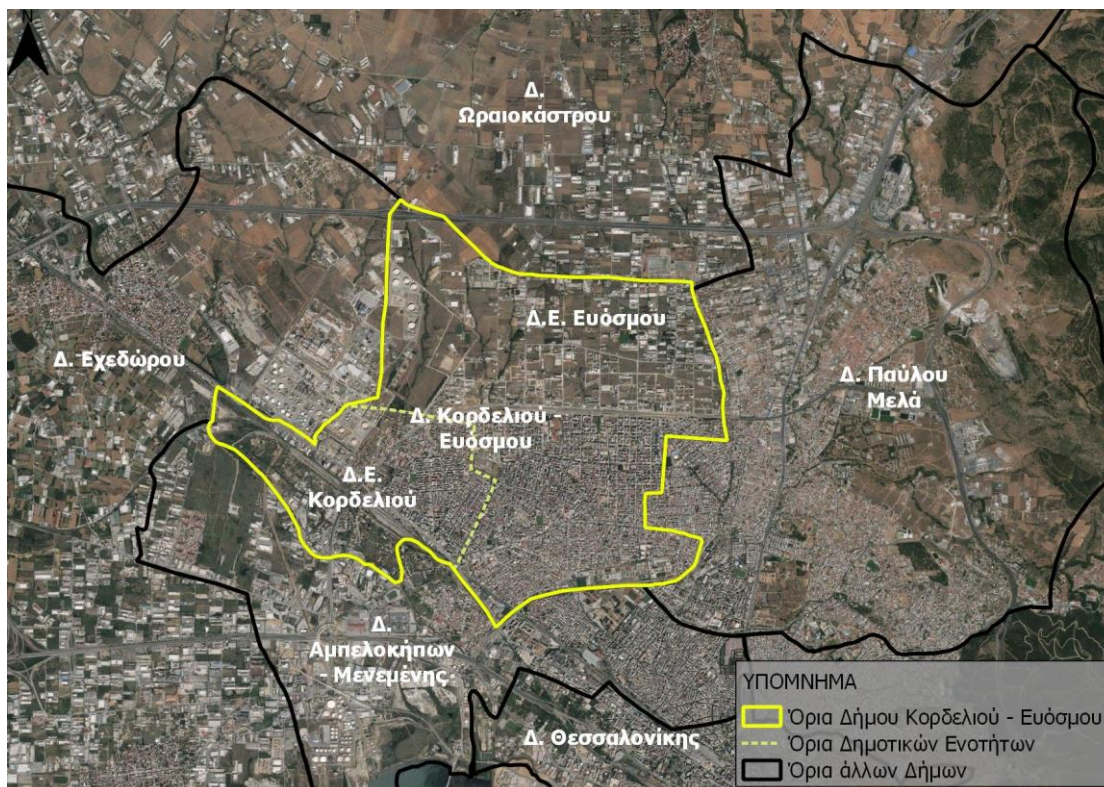 N
Δ.
Ωραιοκάστρου
Δ.Ε. Ευόσμου
Δ. Εχεδώρου
Δ. Παύλου
Μελά
Δ. Κορδελιού -
Ευόσμου
Δ.Ε.
Κορδελιού
Δ.
Αμπελοκήπων
- Μενεμένης
Δ. Θεσσαλονίκης
ΥΠΟΜΝΗΜΑ
Όρια Δήμου Κορδελιού - Ευόσμου
Όρια Δημοτικών Ενοτήτων
Όρια άλλων Δήμων